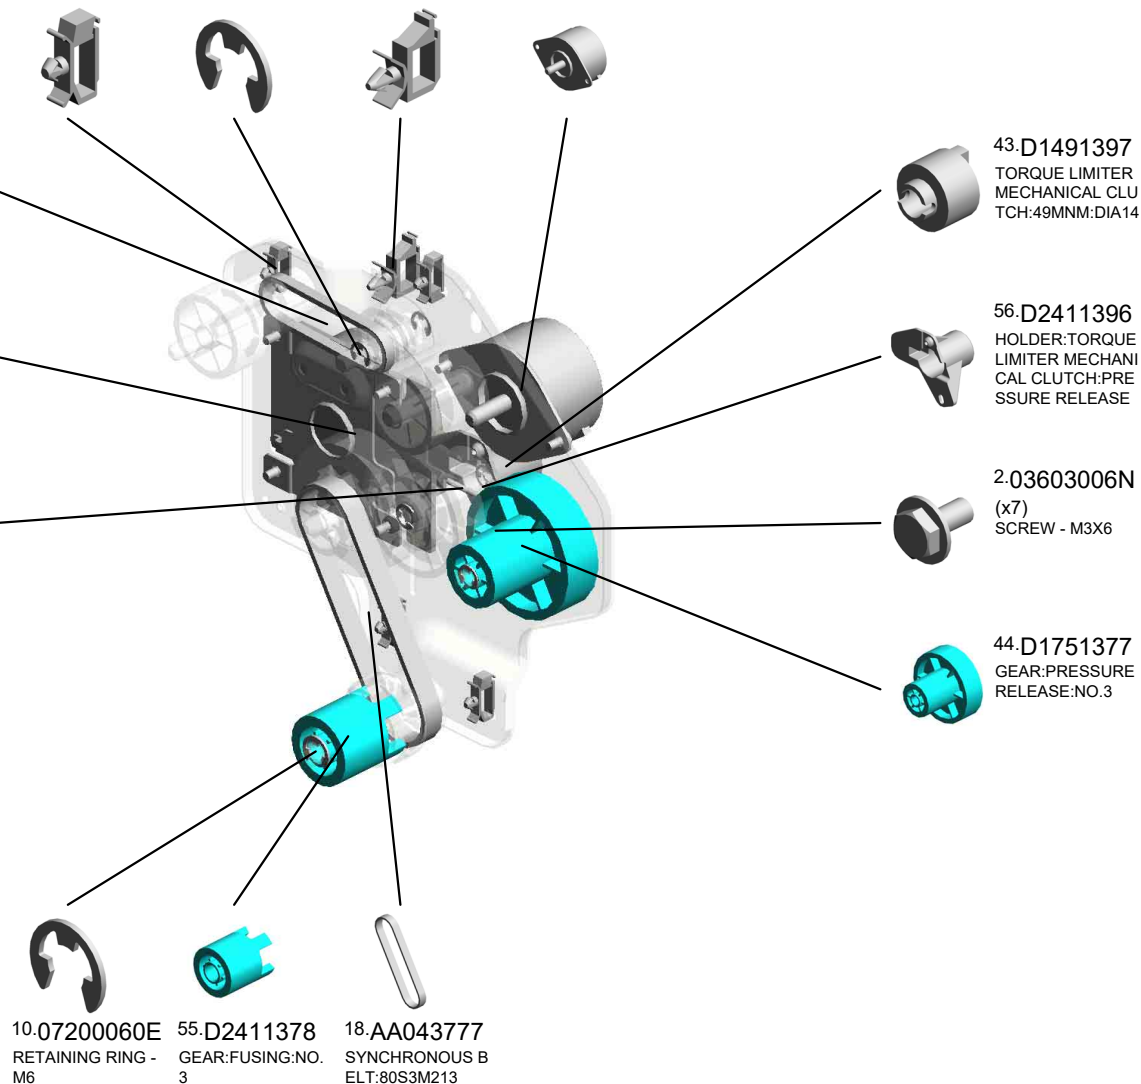 43.D1491397
TORQUE LIMITER
MECHANICAL CLU
TCH:49MNM:DIA14
56.D2411396
HOLDER:TORQUE
LIMITER MECHANI
CAL CLUTCH:PRE
SSURE RELEASE
2.03603006N
(x7)
SCREW - M3X6
44.D1751377
GEAR:PRESSURE
RELEASE:NO.3
10.07200060E
RETAINING RING -
M6
55.D2411378
GEAR:FUSING:NO.
3
18.AA043777
SYNCHRONOUS B
ELT:80S3M213